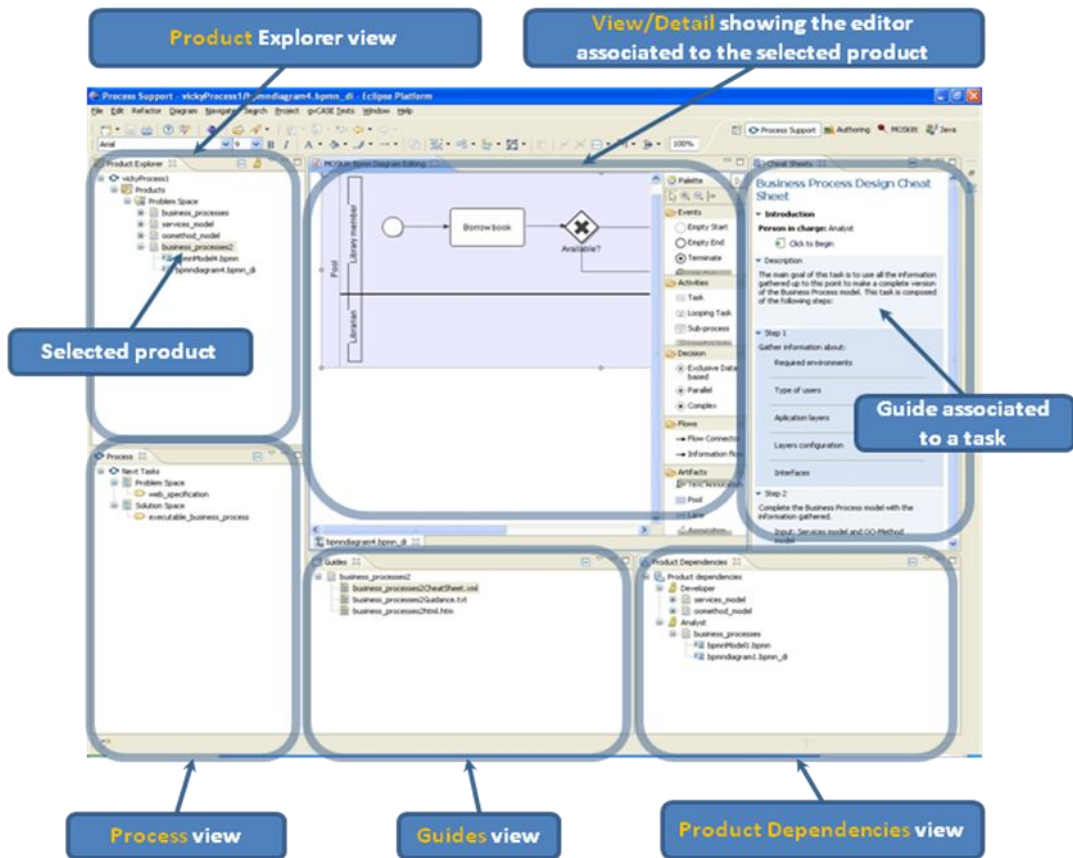 Product Explorer view
View/Detail showing the editor
associated to the selected product
Process Support - vickyProcess1/bpmndiagram4.bpmn_di - Eclipse Platform
File Edit Refactor Diagram Navigate Search Project gvCASE Tests Window Help
Process Support Authoring MOSkitt Java
Arial 9 B I A 100%
Product Explorer
vickyProcess1
Products
Problem Space
business_processes
services_model
oomethod_model
business_processes2
bpmndiagram4.bpmn_di
Selected product
MOSKitt Bpmn Diagram Editing
Pool
Library member
Librarian
Borrow book
Available?
bpmndiagram4.bpmn_di
Palette
Events
Empty Start
Empty End
Terminate
Activities
Task
Looping Task
Sub-process
Decision
Exclusive Data
based
Parallel
Complex
Flows
Flow Connector
Information flow
Artifacts
Text Annotation
Pool
Lane
Association
Cheat Sheets
Business Process Design Cheat
Sheet
Introduction
Person in charge: Analyst
Click to Begin
Description
The main goal of this task is to use all the information
gathered up to this point to make a complete version
of the Business Process model. This task is composed
of the following steps:
Step 1
Gather information about:
Required environments
Type of users
Aplication layers
Layers configuration
Interfaces
Step 2
Complete the Business Process model with the
information gathered.
Input: Services model and OO-Method
model
Guide associated
to a task
Process
Next Tasks
Problem Space
web_specification
Solution Space
executable_business_process
Guides
business_processes2
business_processes2CheatSheet.xml
business_processes2Guidance.txt
business_processes2html.htm
Product Dependencies
Product dependencies
Developer
services_model
oomethod_model
Analyst
business_processes
bpmnModel1.bpmn
bpmndiagram1.bpmn_di
Process view
Guides view
Product Dependencies view